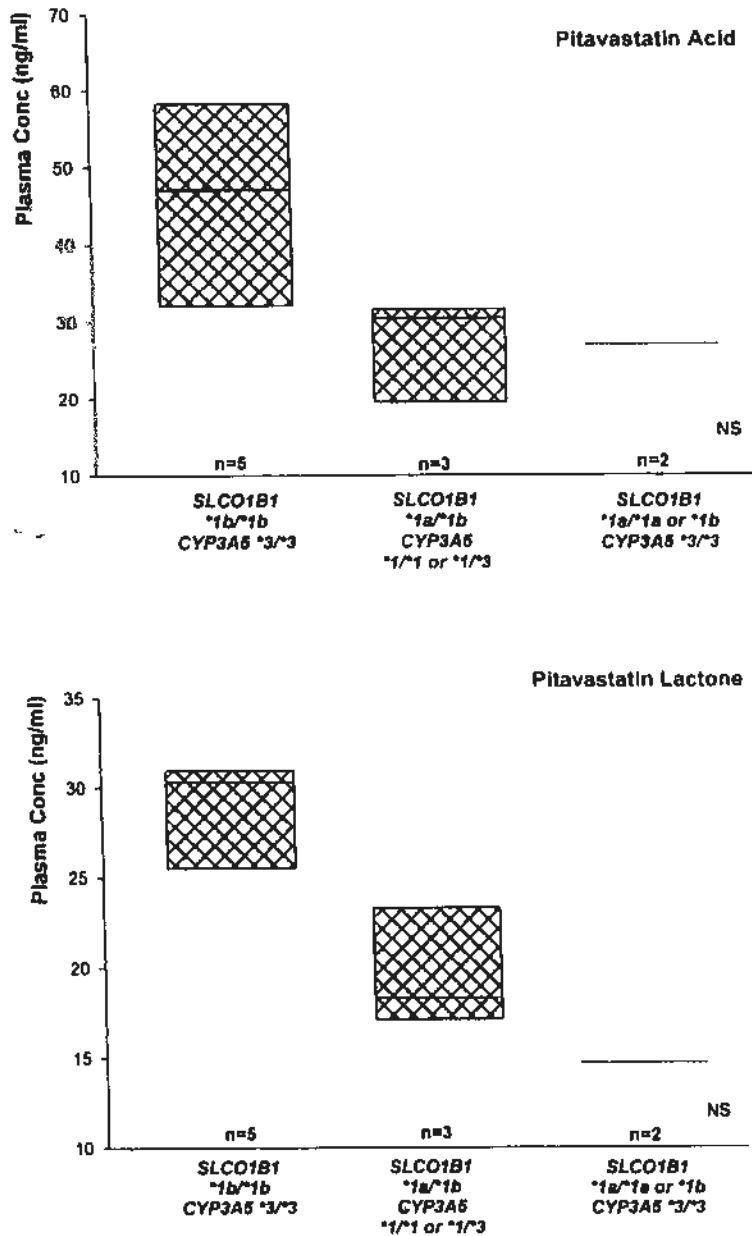 Pitavastatin Acid
Plasma Conc (ng/ml)
70
60
50
40
30
20
10
NS
n=5
n=3
n=2
SLCO1B1
*1b/*1b
CYP3A5 *3/*3
SLCO1B1
*1a/*1b
CYP3A5
*1/*1 or *1/*3
SLCO1B1
*1a/*1a or *1b
CYP3A5 *3/*3
Pitavastatin Lactone
Plasma Conc (ng/ml)
35
30
25
20
15
10
NS
n=5
n=3
n=2
SLCO1B1
*1b/*1b
CYP3A5 *3/*3
SLCO1B1
*1a/*1b
CYP3A5
*1/*1 or *1/*3
SLCO1B1
*1a/*1a or *1b
CYP3A5 *3/*3